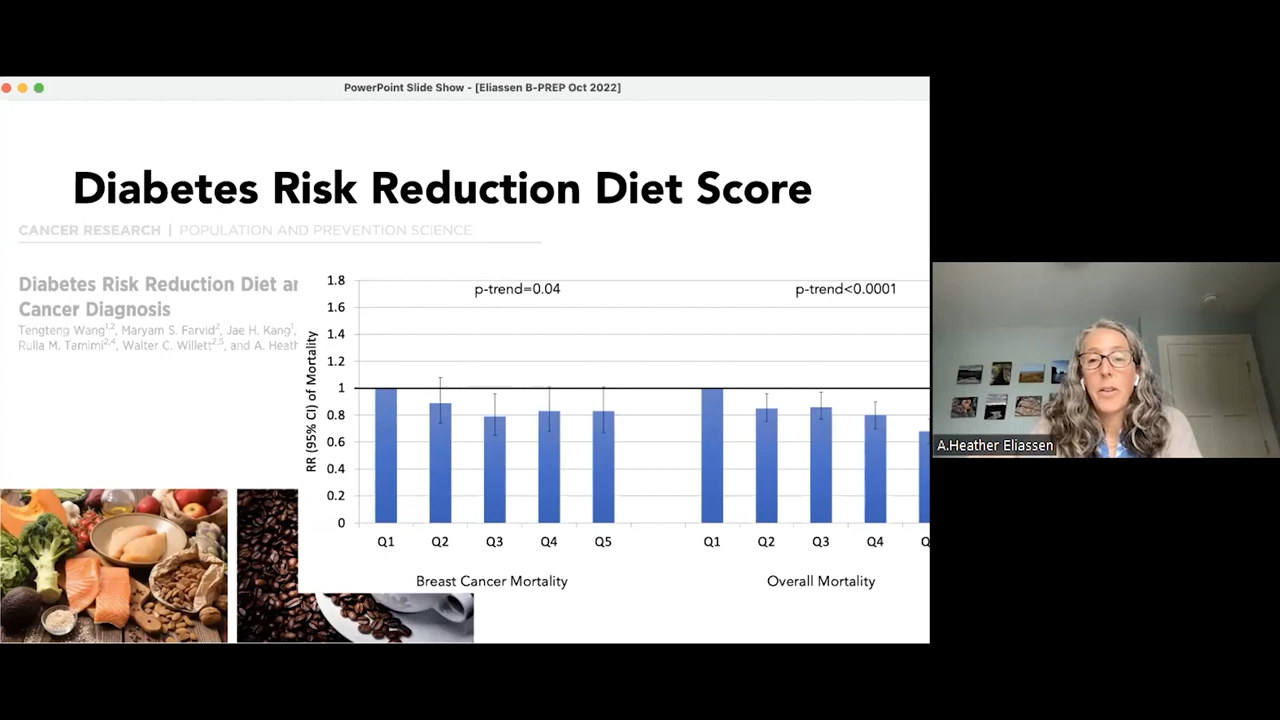 PowerPoint Slide Show - [Eliassen B-PREP Oct 2022]
Diabetes Risk Reduction Diet Score
CANCER RESEARCH | POPULATION AND PREVENTION SCIENCE
Diabetes Risk Reduction Diet ar
Cancer Diagnosis
Tengteng Wang1,2, Maryam S. Farvid2, Jae H. Kang1,
Rulla M. Tamimi2,4, Walter C. Willett2,5, and A. Heath
RR (95% CI) of Mortality
1.8
1.6
1.4
1.2
1
0.8
0.6
0.4
0.2
0
p-trend=0.04
p-trend<0.0001
Q1 Q2 Q3 Q4 Q5 Q1 Q2 Q3 Q4 Q
Breast Cancer Mortality
Overall Mortality
A.Heather Eliassen